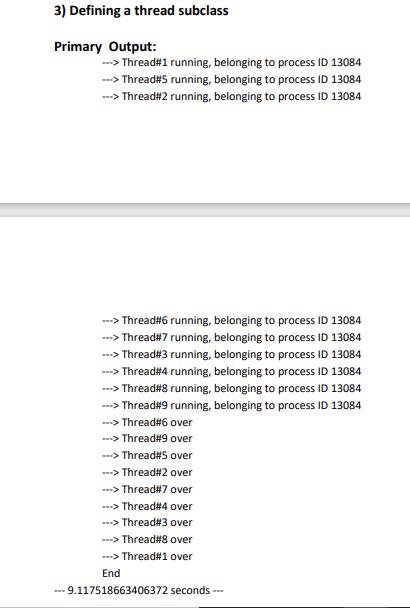 3) Defining a thread subclass
Primary Output:
---> Thread#1 running, belonging to process ID 13084
---> Thread#5 running, belonging to process ID 13084
---> Thread#2 running, belonging to process ID 13084
---> Thread#6 running, belonging to process ID 13084
---> Thread#7 running, belonging to process ID 13084
---> Thread#3 running, belonging to process ID 13084
---> Thread#4 running, belonging to process ID 13084
---> Thread#8 running, belonging to process ID 13084
---> Thread#9 running, belonging to process ID 13084
---> Thread#6 over
---> Thread#9 over
---> Thread#5 over
---> Thread#2 over
---> Thread#7 over
---> Thread#4 over
---> Thread#3 over
---> Thread#8 over
---> Thread#1 over
End
--- 9.117518663406372 seconds ---